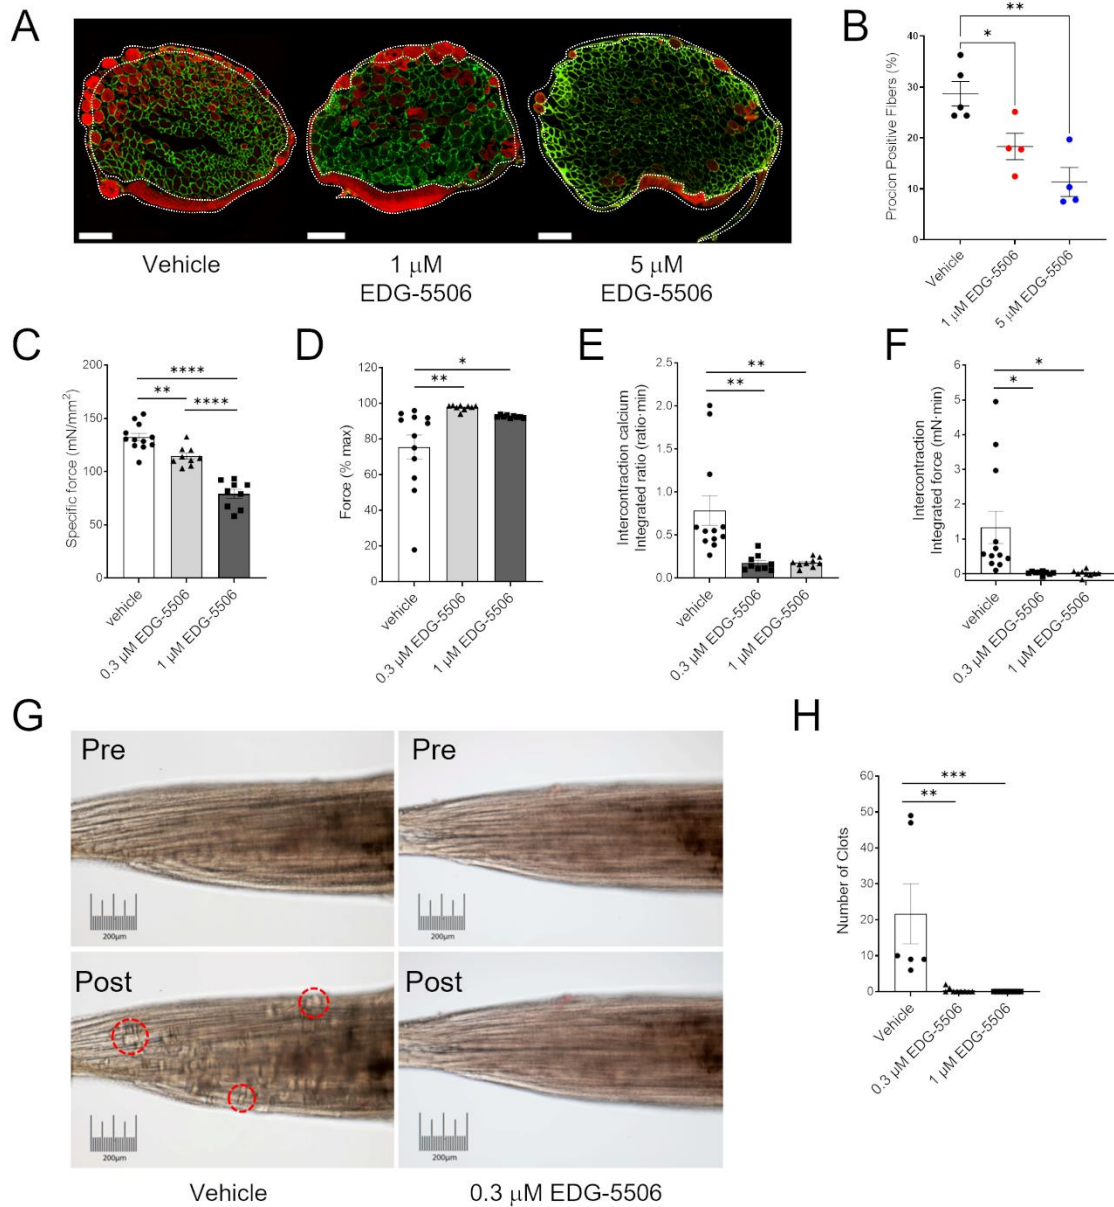 A
Vehicle
1 μM
EDG-5506
5 μM
EDG-5506
B
Procion Positive Fibers (%)
40
30
20
10
0
*
**
Vehicle
1 μM EDG-5506
5 μM EDG-5506
C
Specific force (mN/mm²)
200
150
100
50
0
****
**
****
vehicle
0.3 μM EDG-5506
1 μM EDG-5506
D
Force (% max)
120
100
80
60
40
20
0
*
**
vehicle
0.3 μM EDG-5506
1 μM EDG-5506
E
Intercontraction calcium
Integrated ratio (ratio·min)
2.5
2.0
1.5
1.0
0.5
0.0
**
**
vehicle
0.3 μM EDG-5506
1 μM EDG-5506
F
Intercontraction
Integrated force (mN·min)
6
5
4
3
2
1
0
*
*
vehicle
0.3 μM EDG-5506
1 μM EDG-5506
G
Pre
200μm
Pre
200μm
Post
200μm
Post
200μm
Vehicle
0.3 μM EDG-5506
H
Number of Clots
60
50
40
30
20
10
0
***
**
Vehicle
0.3 μM EDG-5506
1 μM EDG-5506